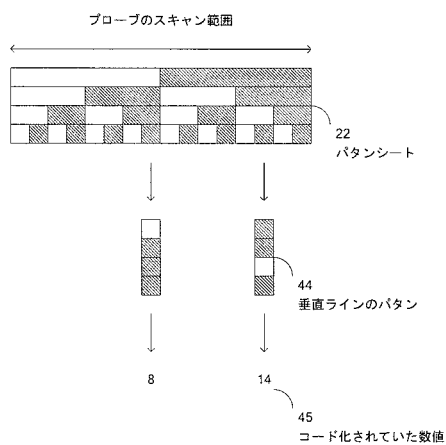 プローブのスキャン範囲
22
パタンシート
44
垂直ラインのパタン
8
14
45
コード化されていた数値